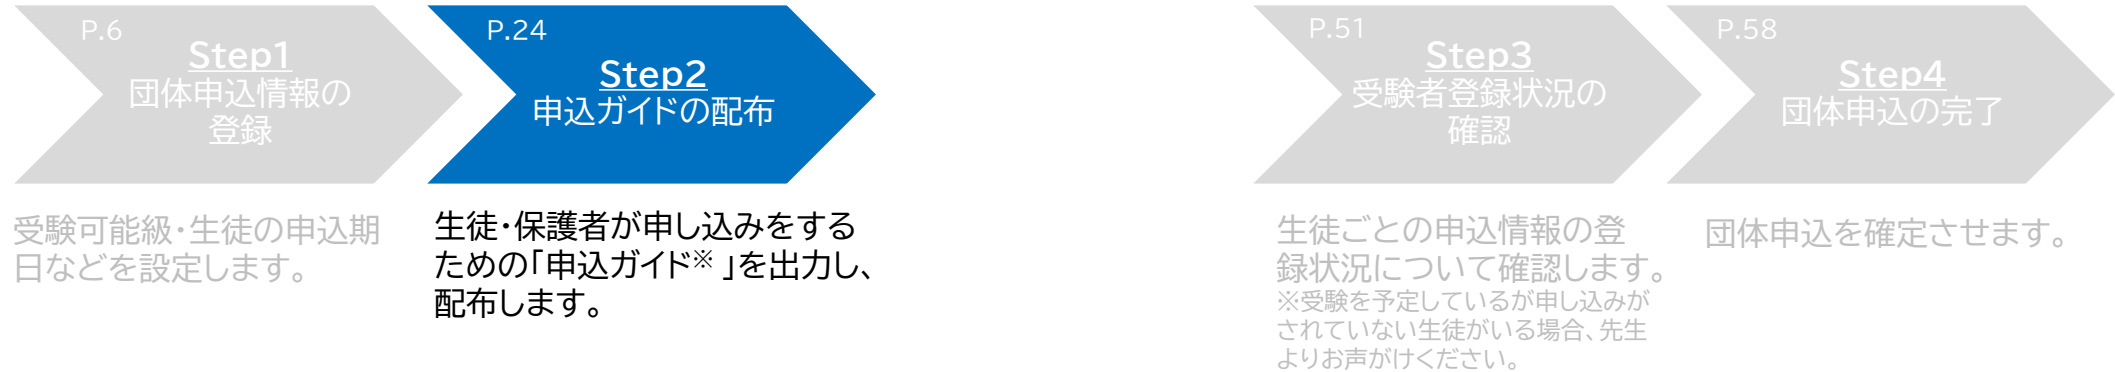 P.6
Step1
団体申込情報の
登録
受験可能級・生徒の申込期
日などを設定します。
P.24
Step2
申込ガイドの配布
生徒・保護者が申し込みをする
ための「申込ガイド※」を出力し、
配布します。
P.51
Step3
受験者登録状況の
確認
生徒ごとの申込情報の登
録状況について確認します。
※受験を予定しているが申し込みが
されていない生徒がいる場合、先生
よりお声がけください。
P.58
Step4
団体申込の完了
団体申込を確定させます。